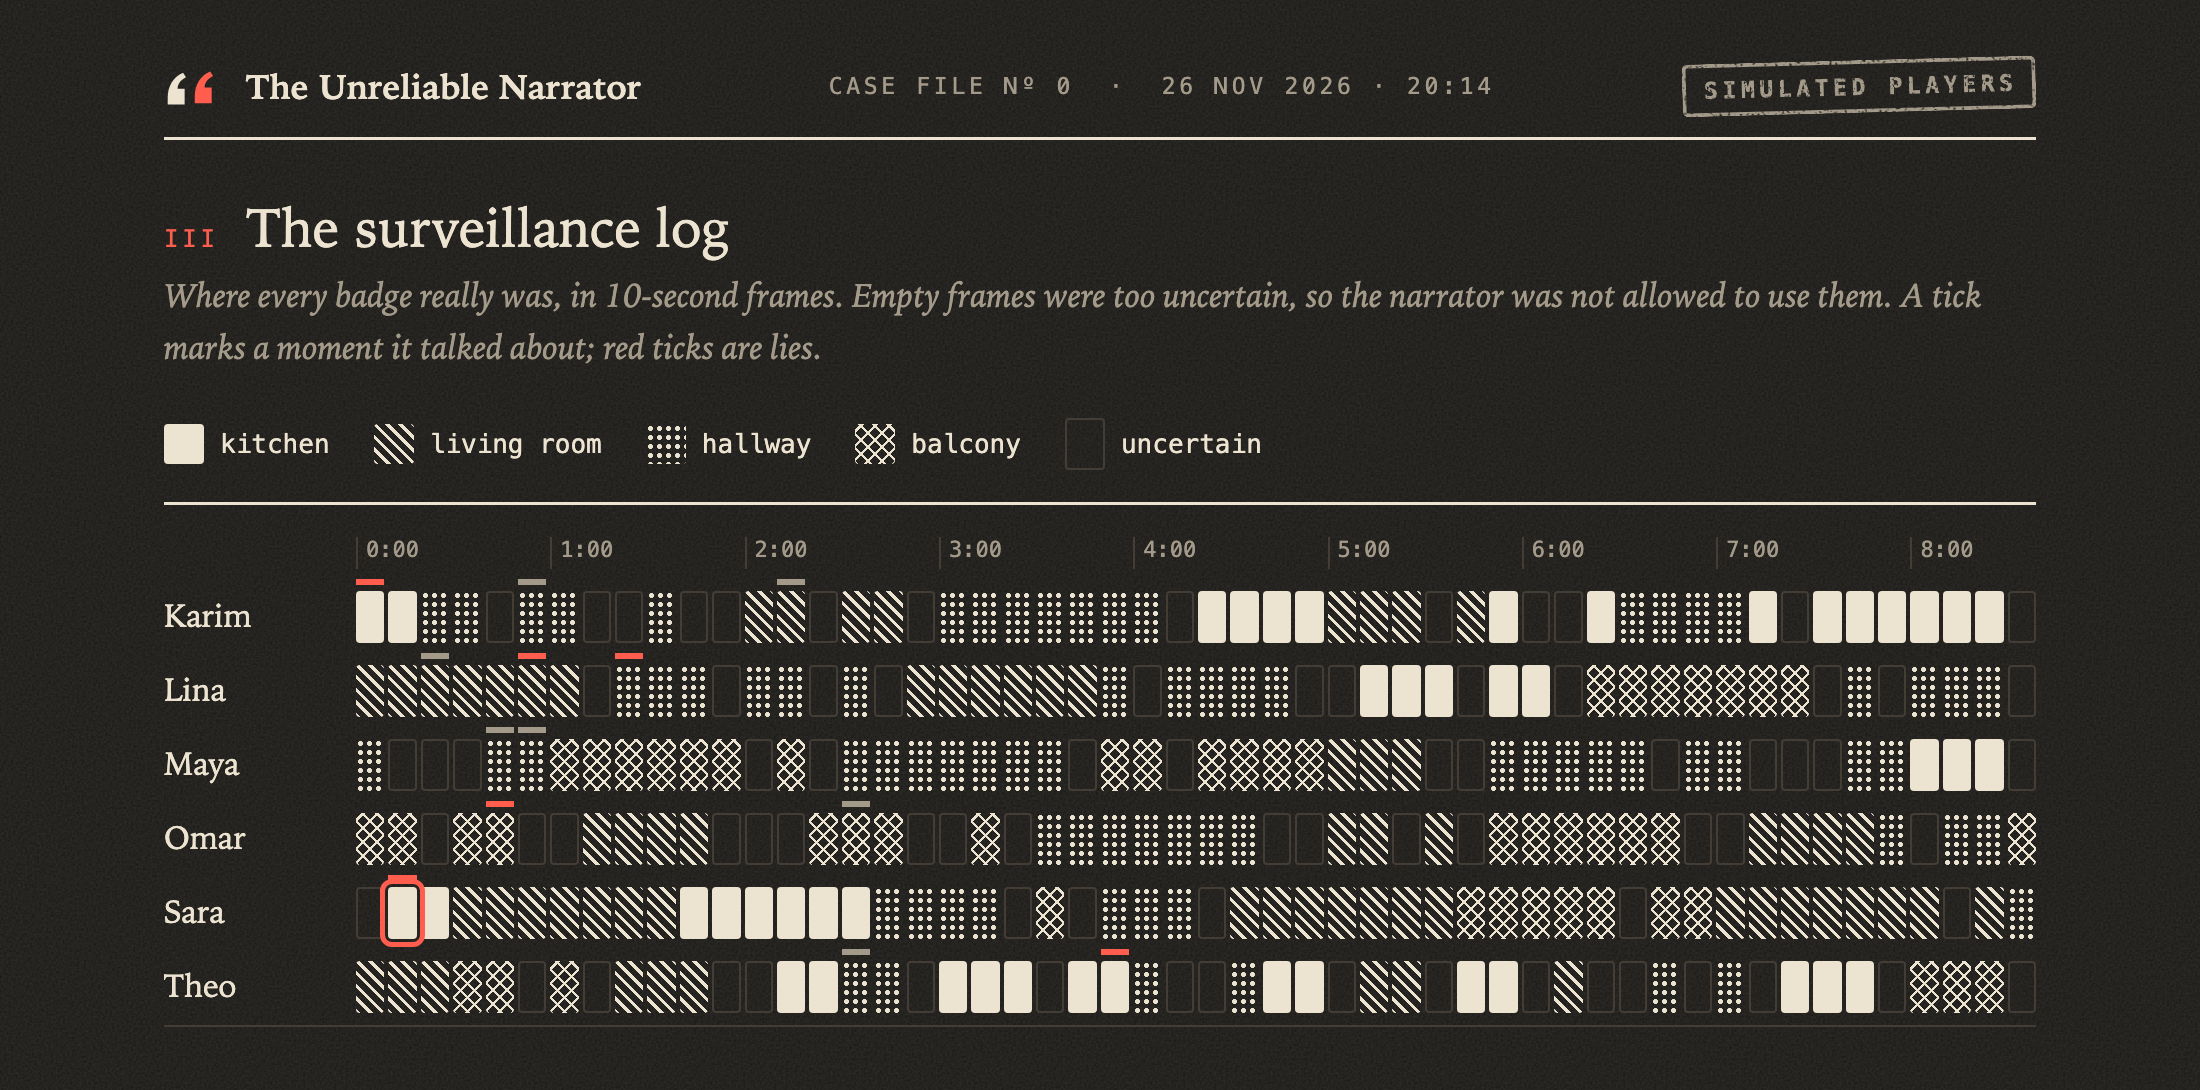 “ The Unreliable Narrator
CASE FILE Nº 0 · 26 NOV 2026 · 20:14
SIMULATED PLAYERS
III The surveillance log
Where every badge really was, in 10-second frames. Empty frames were too uncertain, so the narrator was not allowed to use them. A tick
marks a moment it talked about; red ticks are lies.
kitchen living room hallway balcony uncertain
0:00 1:00 2:00 3:00 4:00 5:00 6:00 7:00 8:00
Karim
Lina
Maya
Omar
Sara
Theo